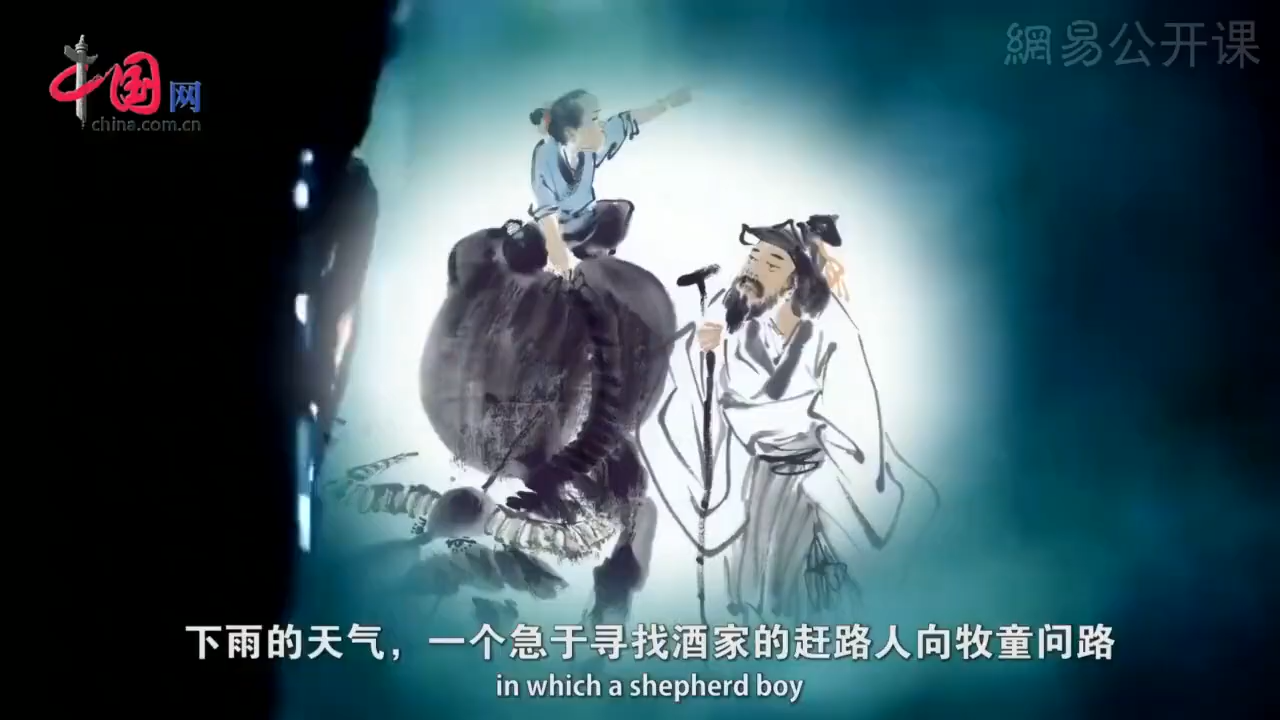 中国网
china.com.cn
網易公开课
下雨的天气，一个急于寻找酒家的赶路人向牧童问路
in which a shepherd boy